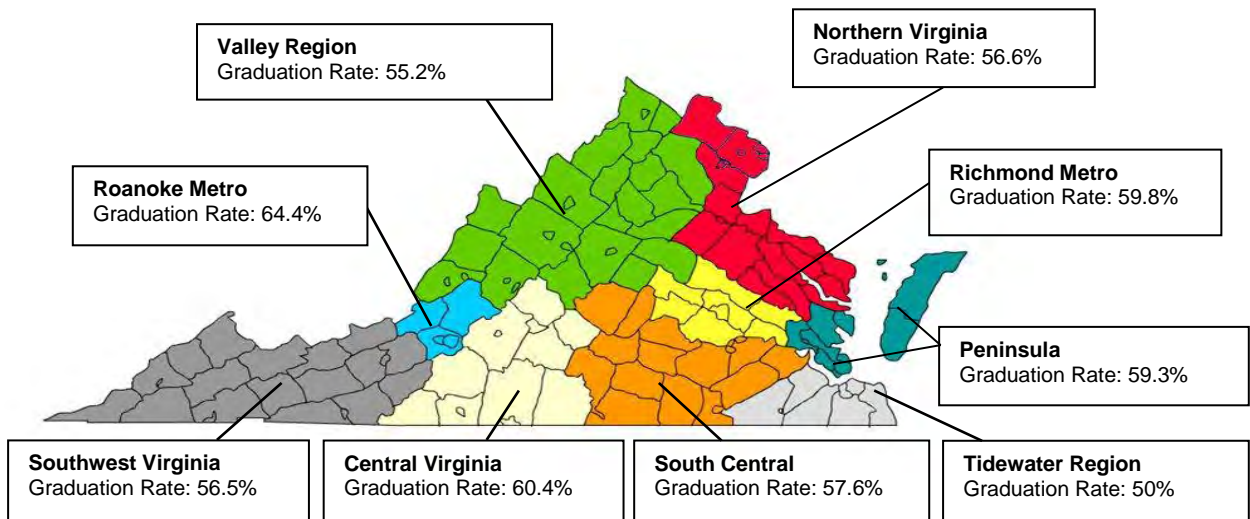 Valley Region
Graduation Rate: 55.2%
Northern Virginia
Graduation Rate: 56.6%
Roanoke Metro
Graduation Rate: 64.4%
Richmond Metro
Graduation Rate: 59.8%
Peninsula
Graduation Rate: 59.3%
Southwest Virginia
Graduation Rate: 56.5%
Central Virginia
Graduation Rate: 60.4%
South Central
Graduation Rate: 57.6%
Tidewater Region
Graduation Rate: 50%